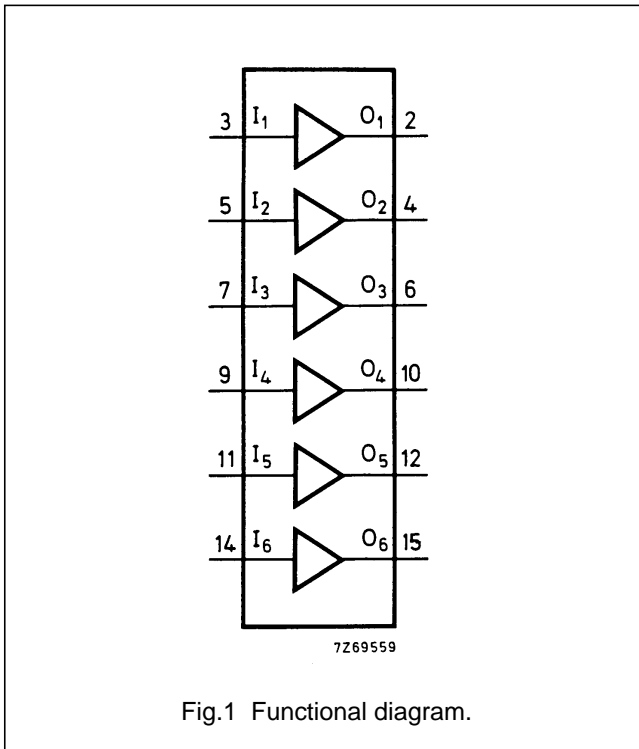 3 I₁ O₁ 2
5 I₂ O₂ 4
7 I₃ O₃ 6
9 I₄ O₄ 10
11 I₅ O₅ 12
14 I₆ O₆ 15
7Z69559
Fig.1 Functional diagram.